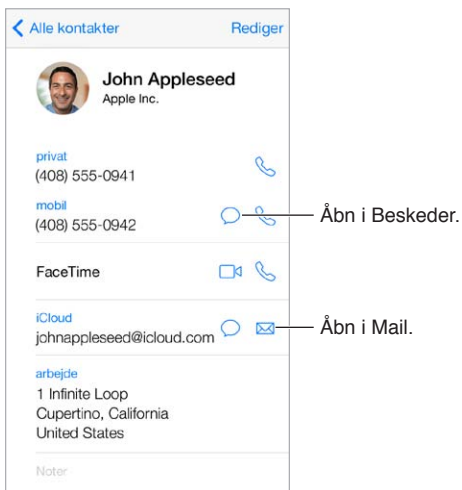 Alle kontakter Rediger
John Appleseed
Apple Inc.
privat
(408) 555-0941
mobil
(408) 555-0942 Åbn i Beskeder.
FaceTime
iCloud
johnappleseed@icloud.com Åbn i Mail.
arbejde
1 Infinite Loop
Cupertino, California
United States
Noter